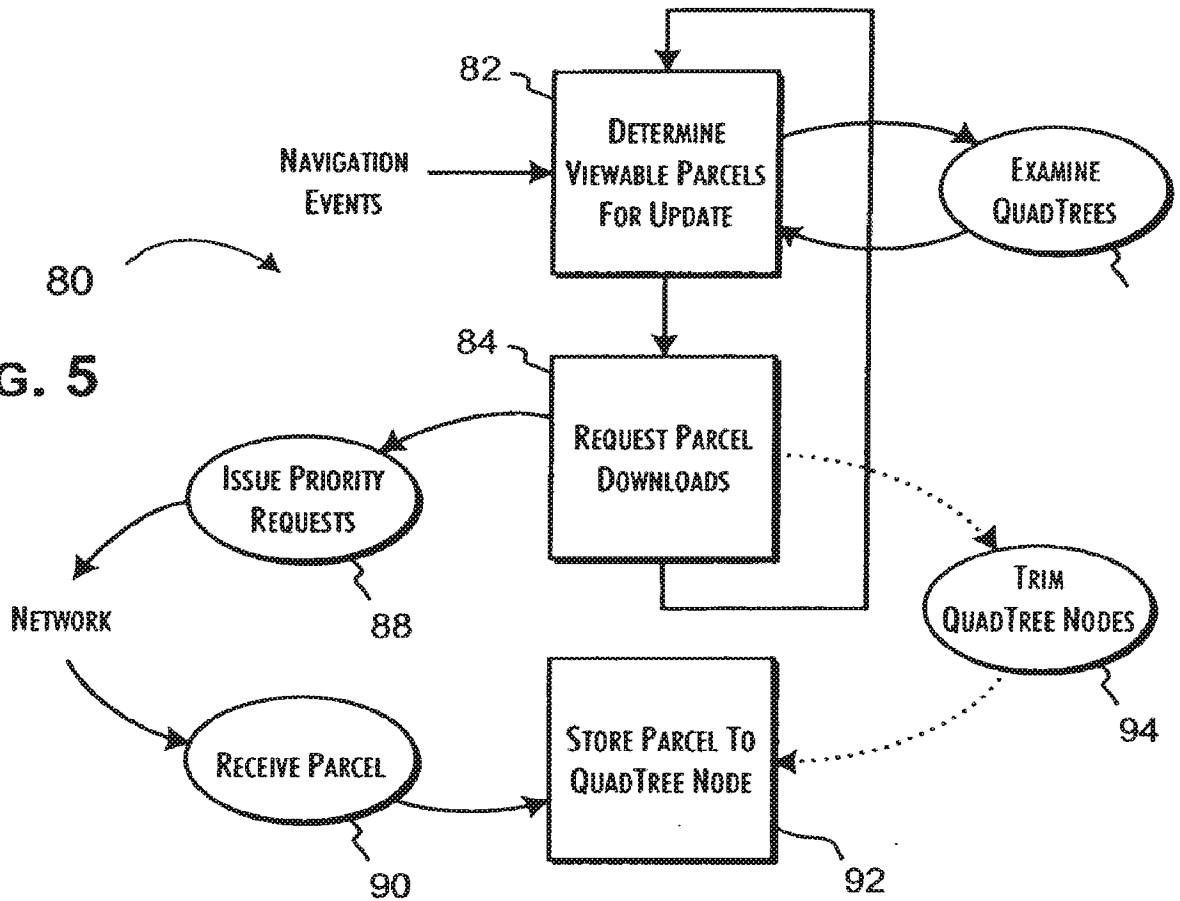 82
DETERMINE
VIEWABLE PARCELS
FOR UPDATE
NAVIGATION
EVENTS
EXAMINE
QUADTREES
80
G. 5
84
REQUEST PARCEL
DOWNLOADS
ISSUE PRIORITY
REQUESTS
88
TRIM
QUADTREE NODES
94
NETWORK
RECEIVE PARCEL
90
STORE PARCEL TO
QUADTREE NODE
92